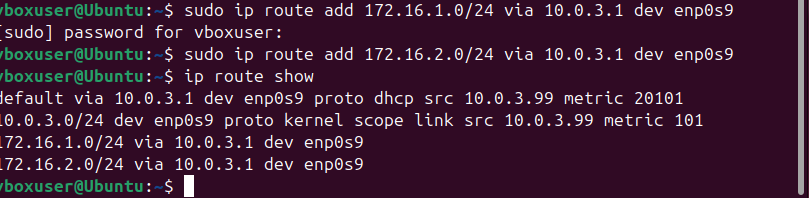 vboxuser@Ubuntu:~$ sudo ip route add 172.16.1.0/24 via 10.0.3.1 dev enp0s9
[sudo] password for vboxuser:
vboxuser@Ubuntu:~$ sudo ip route add 172.16.2.0/24 via 10.0.3.1 dev enp0s9
vboxuser@Ubuntu:~$ ip route show
default via 10.0.3.1 dev enp0s9 proto dhcp src 10.0.3.99 metric 20101
10.0.3.0/24 dev enp0s9 proto kernel scope link src 10.0.3.99 metric 101
172.16.1.0/24 via 10.0.3.1 dev enp0s9
172.16.2.0/24 via 10.0.3.1 dev enp0s9
vboxuser@Ubuntu:~$